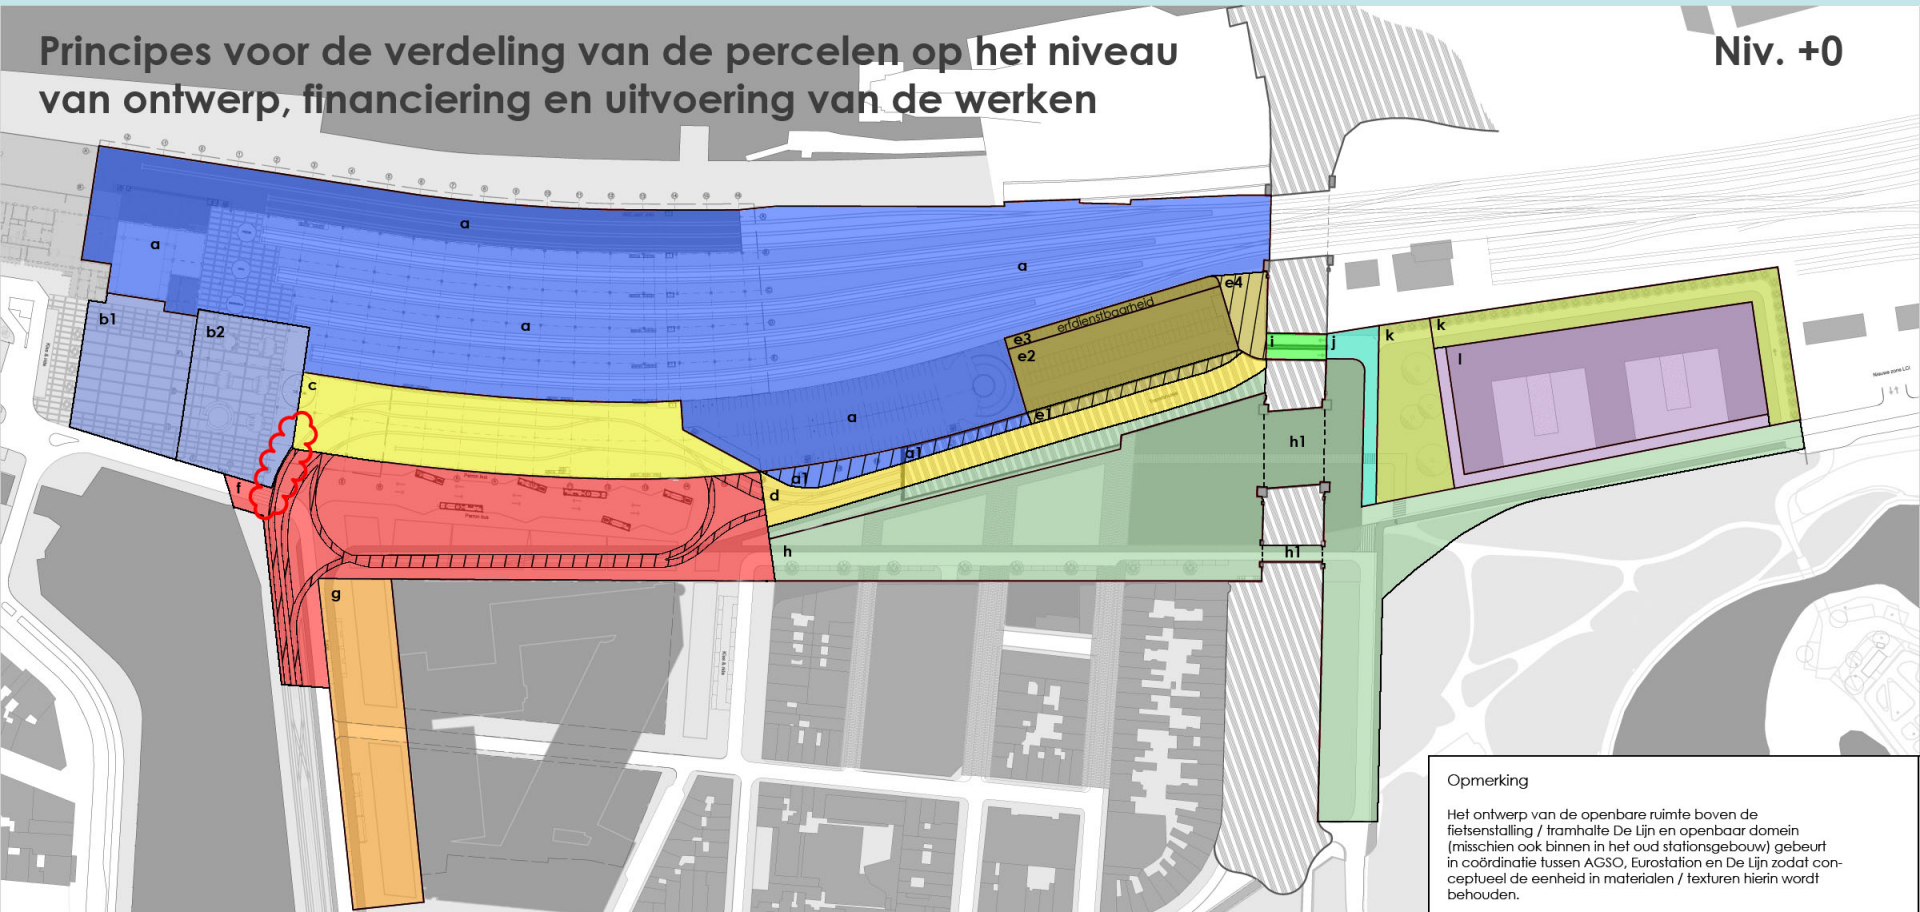 Principes voor de verdeling van de percelen op het niveau
van ontwerp, financiering en uitvoering van de werken
Niv. +0
a
a
a
a
a
b1
b2
c
e4
erfdienstbaarheid
e3
e2
e1
a1
a1
d
i
j
k
k
l
f
h
h1
h1
g
Opmerking
Het ontwerp van de openbare ruimte boven de
fietsenstalling / tramhalte De Lijn en openbaar domein
(misschien ook binnen in het oud stationsgebouw) gebeurt
in coördinatie tussen AGSO, Eurostation en De Lijn zodat con-
ceptueel de eenheid in materialen / texturen hierin wordt
behouden.